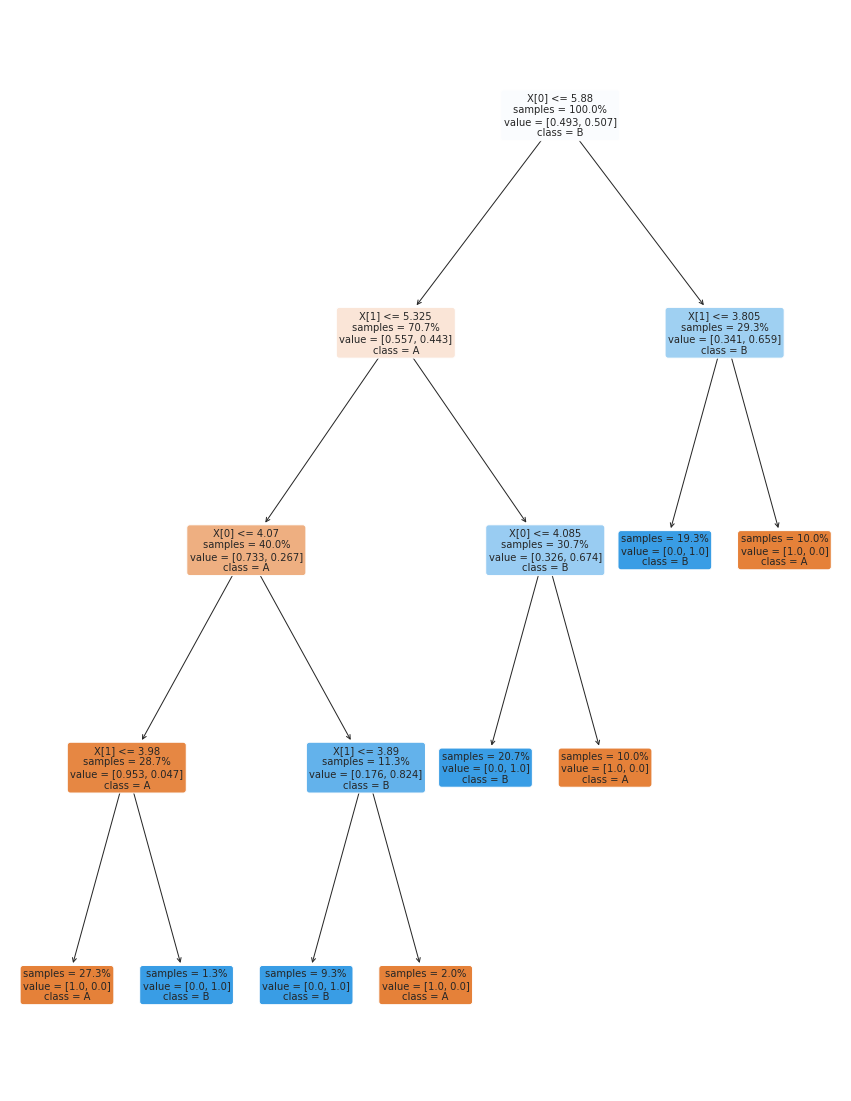 X[0] <= 5.88
samples = 100.0%
value = [0.493, 0.507]
class = B
X[1] <= 5.325
samples = 70.7%
value = [0.557, 0.443]
class = A
X[1] <= 3.805
samples = 29.3%
value = [0.341, 0.659]
class = B
X[0] <= 4.07
samples = 40.0%
value = [0.733, 0.267]
class = A
X[0] <= 4.085
samples = 30.7%
value = [0.326, 0.674]
class = B
samples = 19.3%
value = [0.0, 1.0]
class = B
samples = 10.0%
value = [1.0, 0.0]
class = A
X[1] <= 3.98
samples = 28.7%
value = [0.953, 0.047]
class = A
X[1] <= 3.89
samples = 11.3%
value = [0.176, 0.824]
class = B
samples = 20.7%
value = [0.0, 1.0]
class = B
samples = 10.0%
value = [1.0, 0.0]
class = A
samples = 27.3%
value = [1.0, 0.0]
class = A
samples = 1.3%
value = [0.0, 1.0]
class = B
samples = 9.3%
value = [0.0, 1.0]
class = B
samples = 2.0%
value = [1.0, 0.0]
class = A